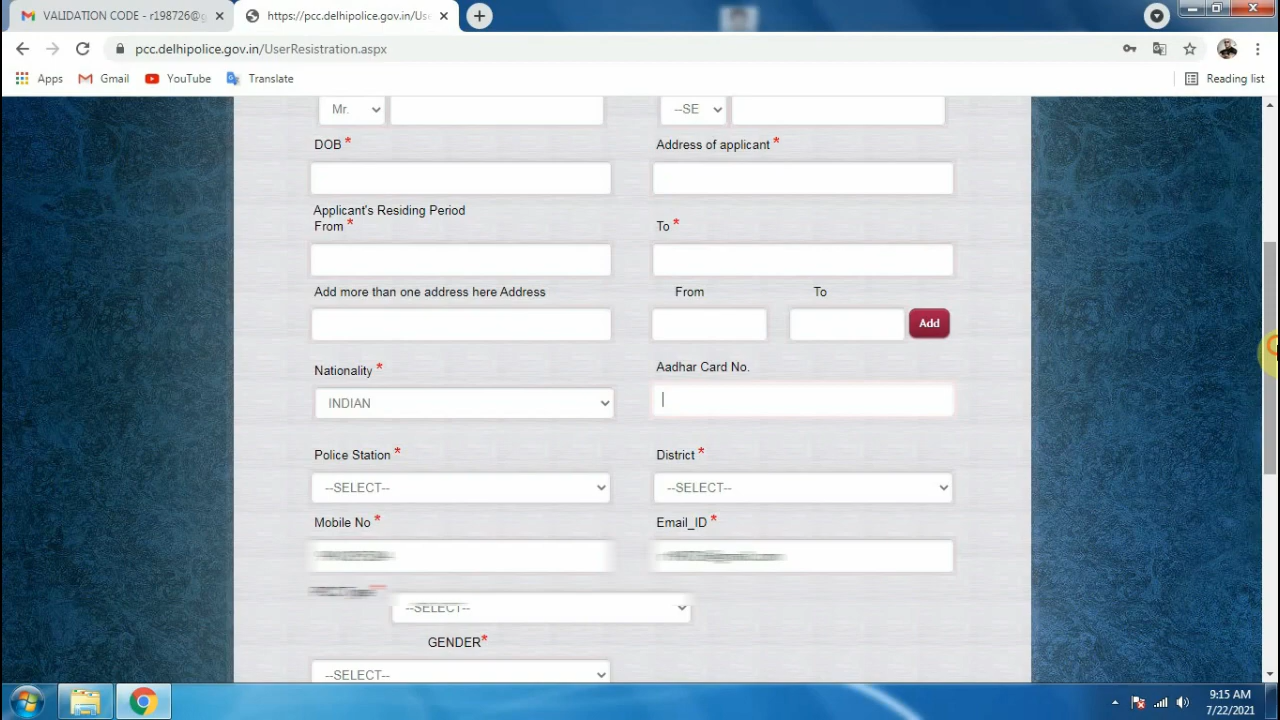 VALIDATION CODE - r198726@g
https://pcc.delhipolice.gov.in/Use
pcc.delhipolice.gov.in/UserResistration.aspx
Apps Gmail YouTube Translate Reading list
Mr. --SE
DOB * Address of applicant *
Applicant's Residing Period
From * To *
Add more than one address here Address From To
Add
Nationality * Aadhar Card No.
INDIAN
Police Station * District *
--SELECT-- --SELECT--
Mobile No * Email_ID *
--SELECT--
GENDER*
--SELECT--
9:15 AM
7/22/2021